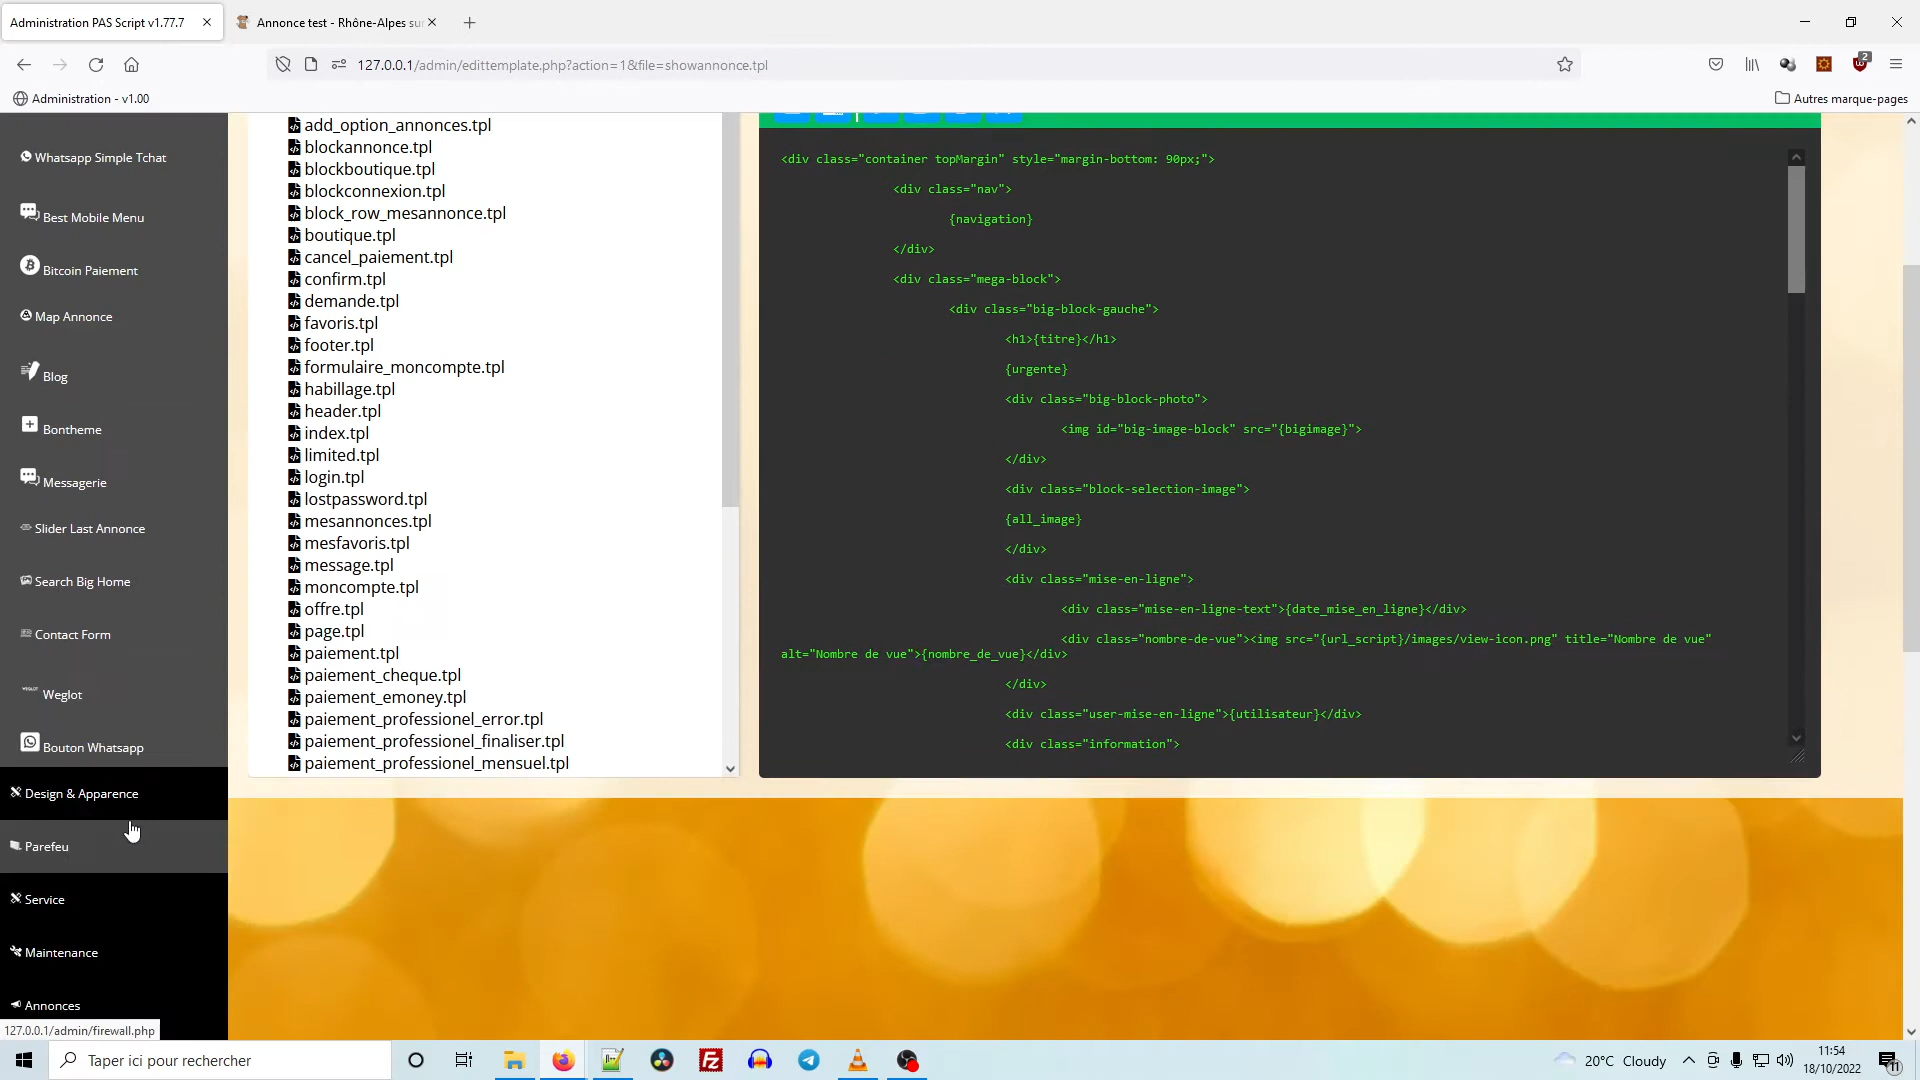 Administration PAS Script v1.77.7
Annonce test - Rhône-Alpes su
127.0.0.1/admin/edittemplate.php?action=1&file=showannonce.tpl
2
Administration - v1.00
Autres marque-pages
Whatsapp Simple Tchat
Best Mobile Menu
Bitcoin Paiement
Map Annonce
Blog
Bontheme
Messagerie
Slider Last Annonce
Search Big Home
Contact Form
Weglot
Bouton Whatsapp
Design & Apparence
Parefeu
Service
Maintenance
Annonces
127.0.0.1/admin/firewall.php
add_option_annonces.tpl
blockannonce.tpl
blockboutique.tpl
blockconnexion.tpl
block_row_mesannonce.tpl
boutique.tpl
cancel_paiement.tpl
confirm.tpl
demande.tpl
favoris.tpl
footer.tpl
formulaire_moncompte.tpl
habillage.tpl
header.tpl
index.tpl
limited.tpl
login.tpl
lostpassword.tpl
mesannonces.tpl
mesfavoris.tpl
message.tpl
moncompte.tpl
offre.tpl
page.tpl
paiement.tpl
paiement_cheque.tpl
paiement_emoney.tpl
paiement_professionel_error.tpl
paiement_professionel_finaliser.tpl
paiement_professionel_mensuel.tpl
<div class="container topMargin" style="margin-bottom: 90px;">
<div class="nav">
{navigation}
</div>
<div class="mega-block">
<div class="big-block-gauche">
<h1>{titre}</h1>
{urgente}
<div class="big-block-photo">
<img id="big-image-block" src="{bigimage}">
</div>
<div class="block-selection-image">
{all_image}
</div>
<div class="mise-en-ligne">
<div class="mise-en-ligne-text">{date_mise_en_ligne}</div>
<div class="nombre-de-vue"><img src="{url_script}/images/view-icon.png" title="Nombre de vue"
alt="Nombre de vue">{nombre_de_vue}</div>
</div>
<div class="user-mise-en-ligne">{utilisateur}</div>
<div class="information">
Taper ici pour rechercher
20°C Cloudy
11:54
18/10/2022
11